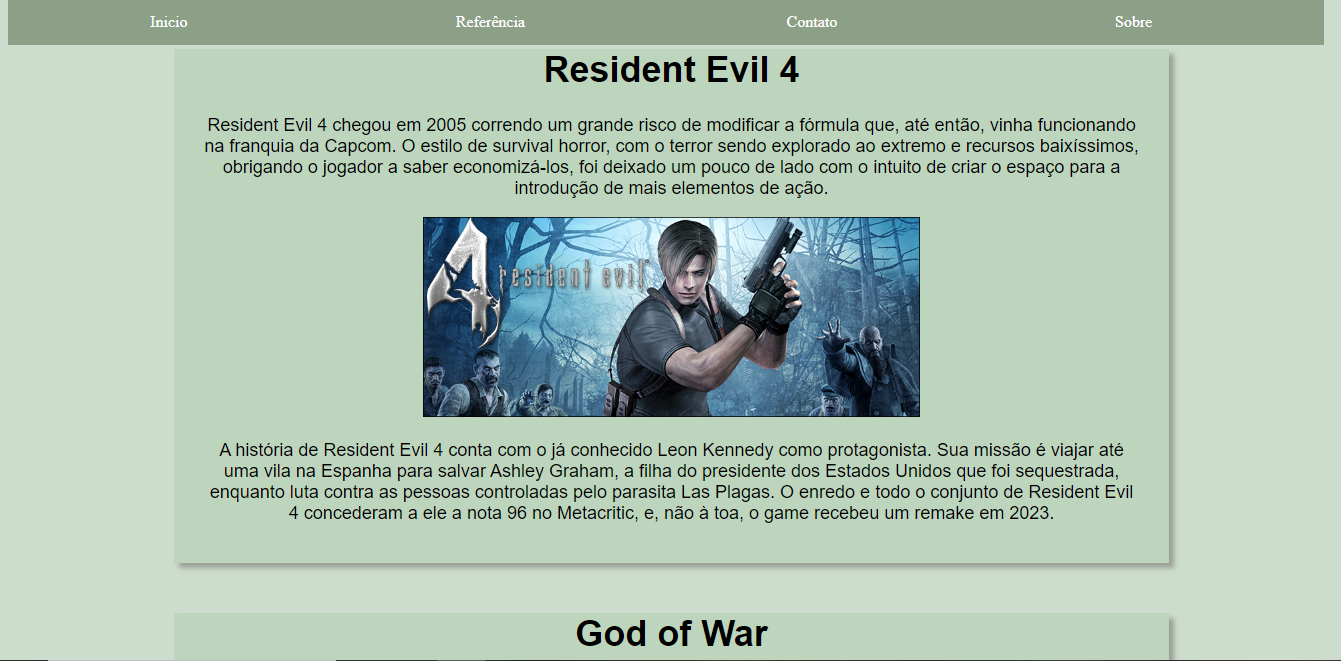 Inicio
Referência
Contato
Sobre
Resident Evil 4
Resident Evil 4 chegou em 2005 correndo um grande risco de modificar a fórmula que, até então, vinha funcionando
na franquia da Capcom. O estilo de survival horror, com o terror sendo explorado ao extremo e recursos baixíssimos,
obrigando o jogador a saber economizá-los, foi deixado um pouco de lado com o intuito de criar o espaço para a
introdução de mais elementos de ação.
4 resident evil
A história de Resident Evil 4 conta com o já conhecido Leon Kennedy como protagonista. Sua missão é viajar até
uma vila na Espanha para salvar Ashley Graham, a filha do presidente dos Estados Unidos que foi sequestrada,
enquanto luta contra as pessoas controladas pelo parasita Las Plagas. O enredo e todo o conjunto de Resident Evil
4 concederam a ele a nota 96 no Metacritic, e, não à toa, o game recebeu um remake em 2023.
God of War